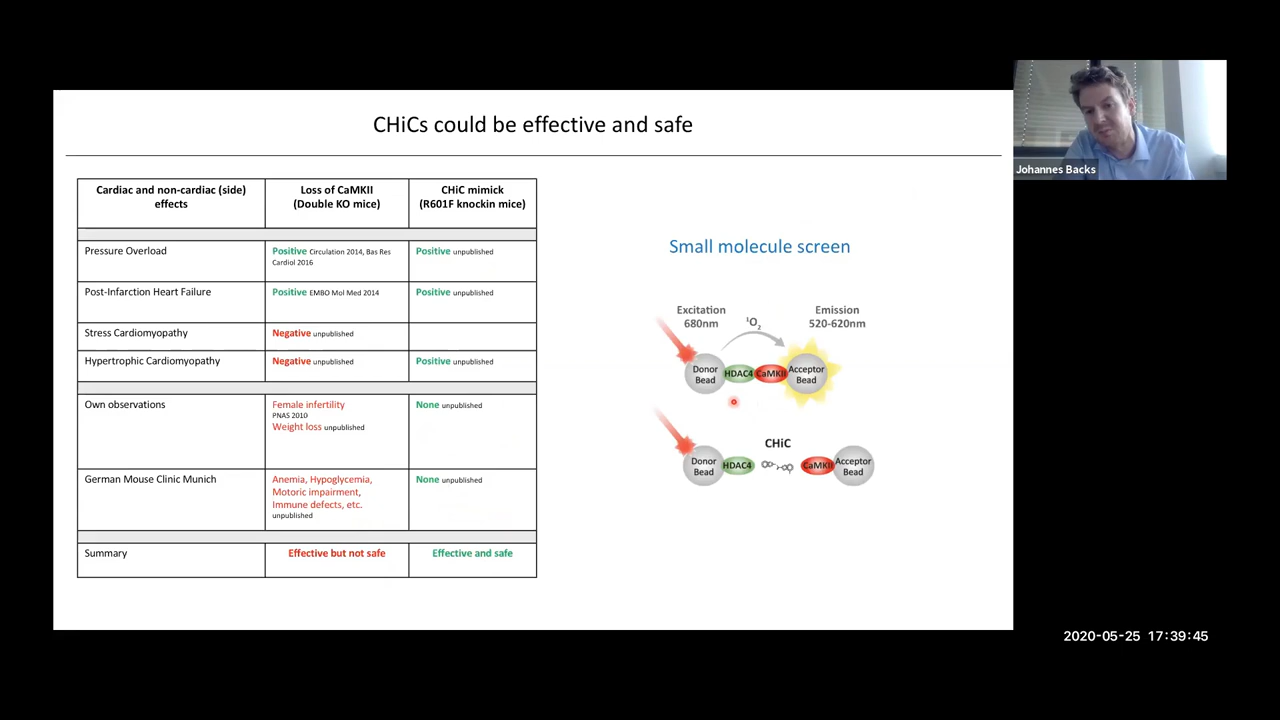 CHiCs could be effective and safe
Johannes Backs
Cardiac and non-cardiac (side)
effects
Loss of CaMKII
(Double KO mice)
CHiC mimick
(R601F knockin mice)
Pressure Overload
Positive Circulation 2014, Bas Res
Cardiol 2016
Positive unpublished
Post-Infarction Heart Failure
Positive EMBO Mol Med 2014
Positive unpublished
Stress Cardiomyopathy
Negative unpublished
Hypertrophic Cardiomyopathy
Negative unpublished
Positive unpublished
Own observations
Female infertility
PNAS 2010
Weight loss unpublished
None unpublished
German Mouse Clinic Munich
Anemia, Hypoglycemia,
Motoric impairment,
Immune defects, etc.
unpublished
None unpublished
Summary
Effective but not safe
Effective and safe
Small molecule screen
Excitation
680nm
¹O₂
Emission
520-620nm
Donor
Bead
HDAC4
CaMKII
Acceptor
Bead
CHiC
Donor
Bead
HDAC4
CaMKII
Acceptor
Bead
2020-05-25 17:39:45